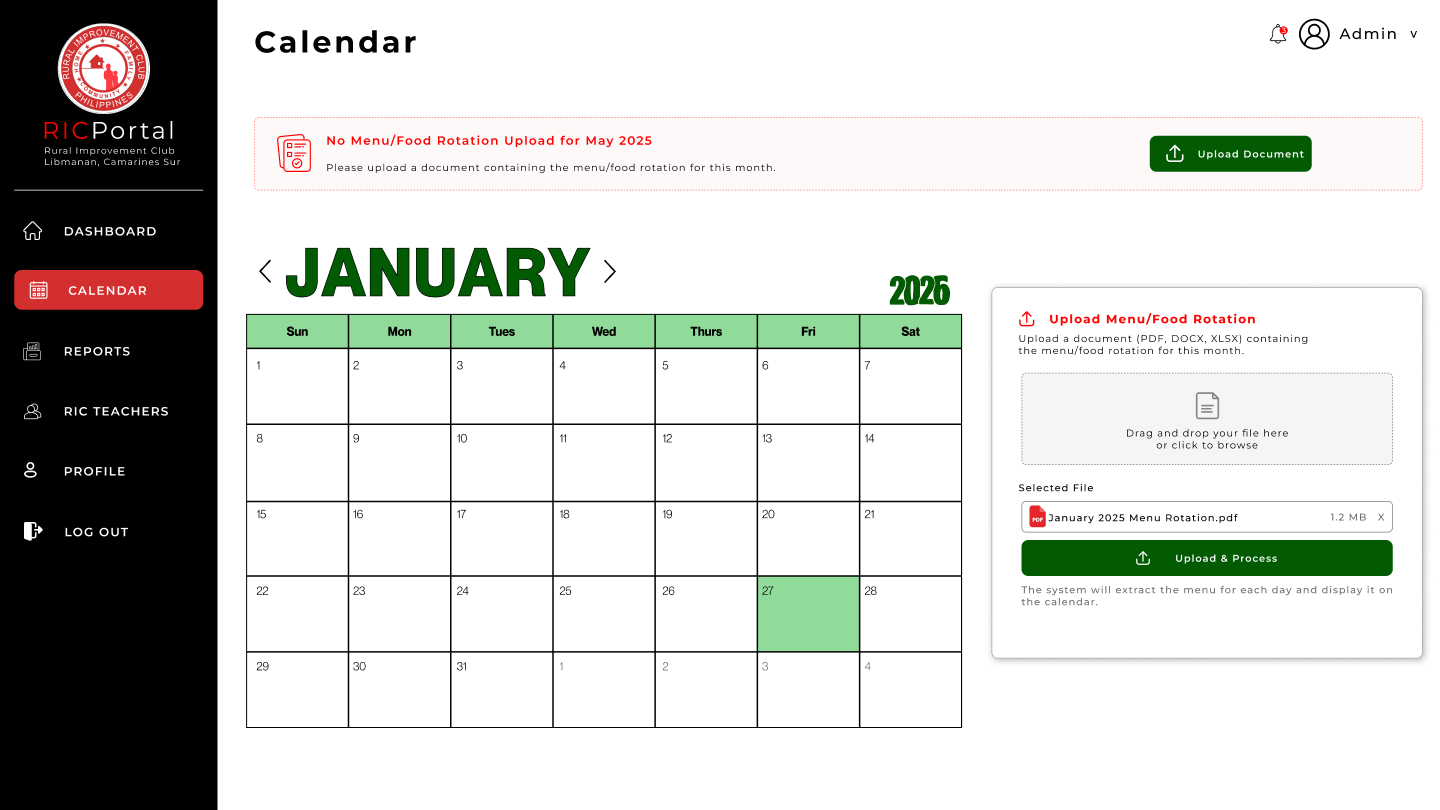 RURAL IMPROVEMENT CLUB
HOME
FAMILY
COMMUNITY
PHILIPPINES
RICPortal
Rural Improvement Club
Libmanan, Camarines Sur
DASHBOARD
CALENDAR
REPORTS
RIC TEACHERS
PROFILE
LOG OUT
Calendar
3
Admin v
No Menu/Food Rotation Upload for May 2025
Please upload a document containing the menu/food rotation for this month.
Upload Document
< JANUARY >
2026
Sun Mon Tues Wed Thurs Fri Sat
1 2 3 4 5 6 7
8 9 10 11 12 13 14
15 16 17 18 19 20 21
22 23 24 25 26 27 28
29 30 31 1 2 3 4
Upload Menu/Food Rotation
Upload a document (PDF, DOCX, XLSX) containing
the menu/food rotation for this month.
Drag and drop your file here
or click to browse
Selected File
PDF January 2025 Menu Rotation.pdf 1.2 MB X
Upload & Process
The system will extract the menu for each day and display it on
the calendar.